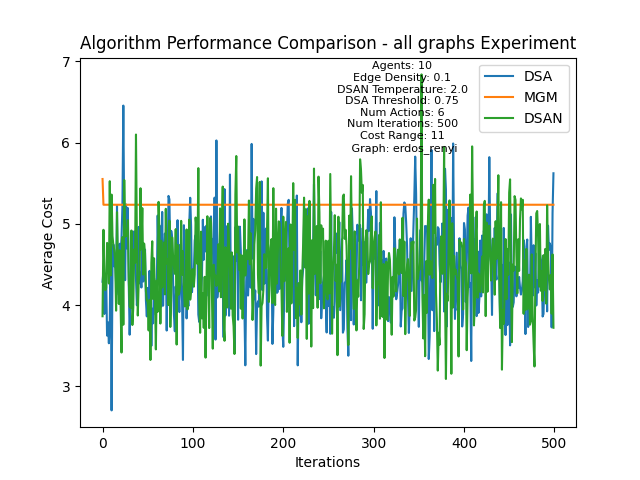 Algorithm Performance Comparison - all graphs Experiment
Agents: 10
Edge Density: 0.1
DSAN Temperature: 2.0
DSA Threshold: 0.75
Num Actions: 6
Num Iterations: 500
Cost Range: 11
Graph: erdos_renyi
DSA
MGM
DSAN
7
6
5
4
3
Average Cost
0
100
200
300
400
500
Iterations